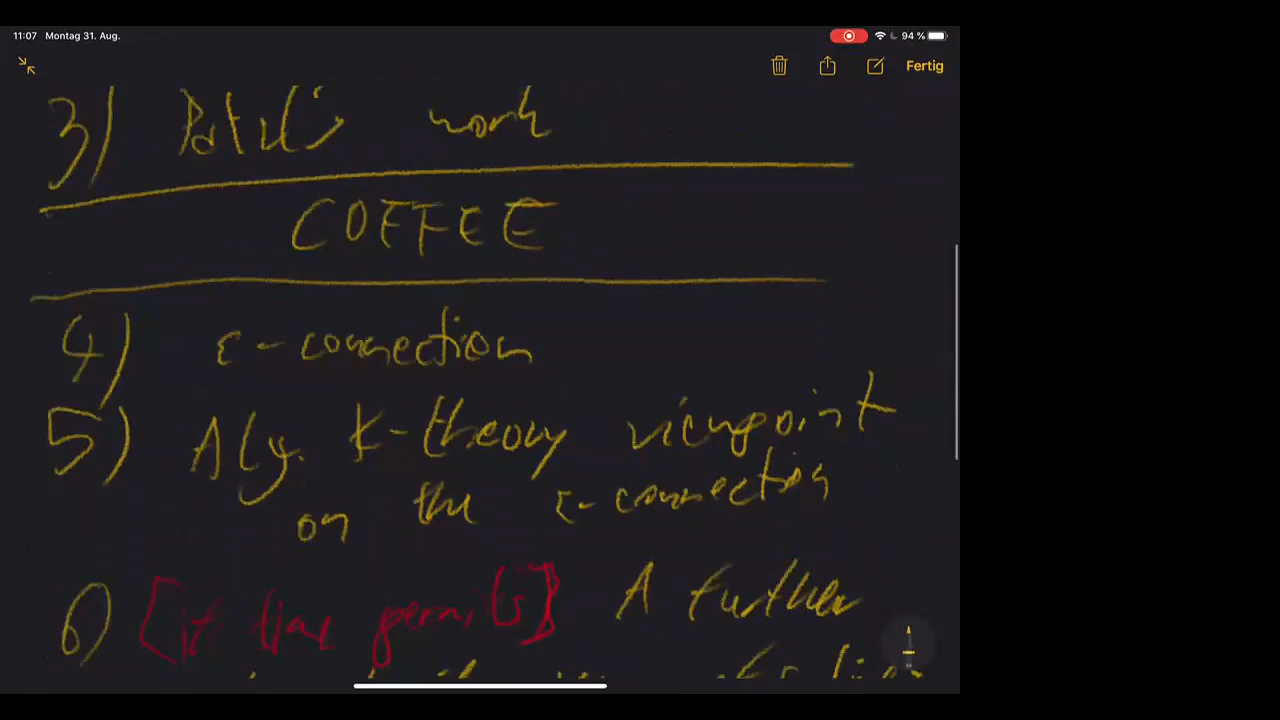 11:07 Montag 31. Aug. 94 %
Fertig
3) Patel's work
COFFEE
4) ε-connection
5) Alg. K-theory viewpoint
on the ε-connection
6) [if time permits] A further